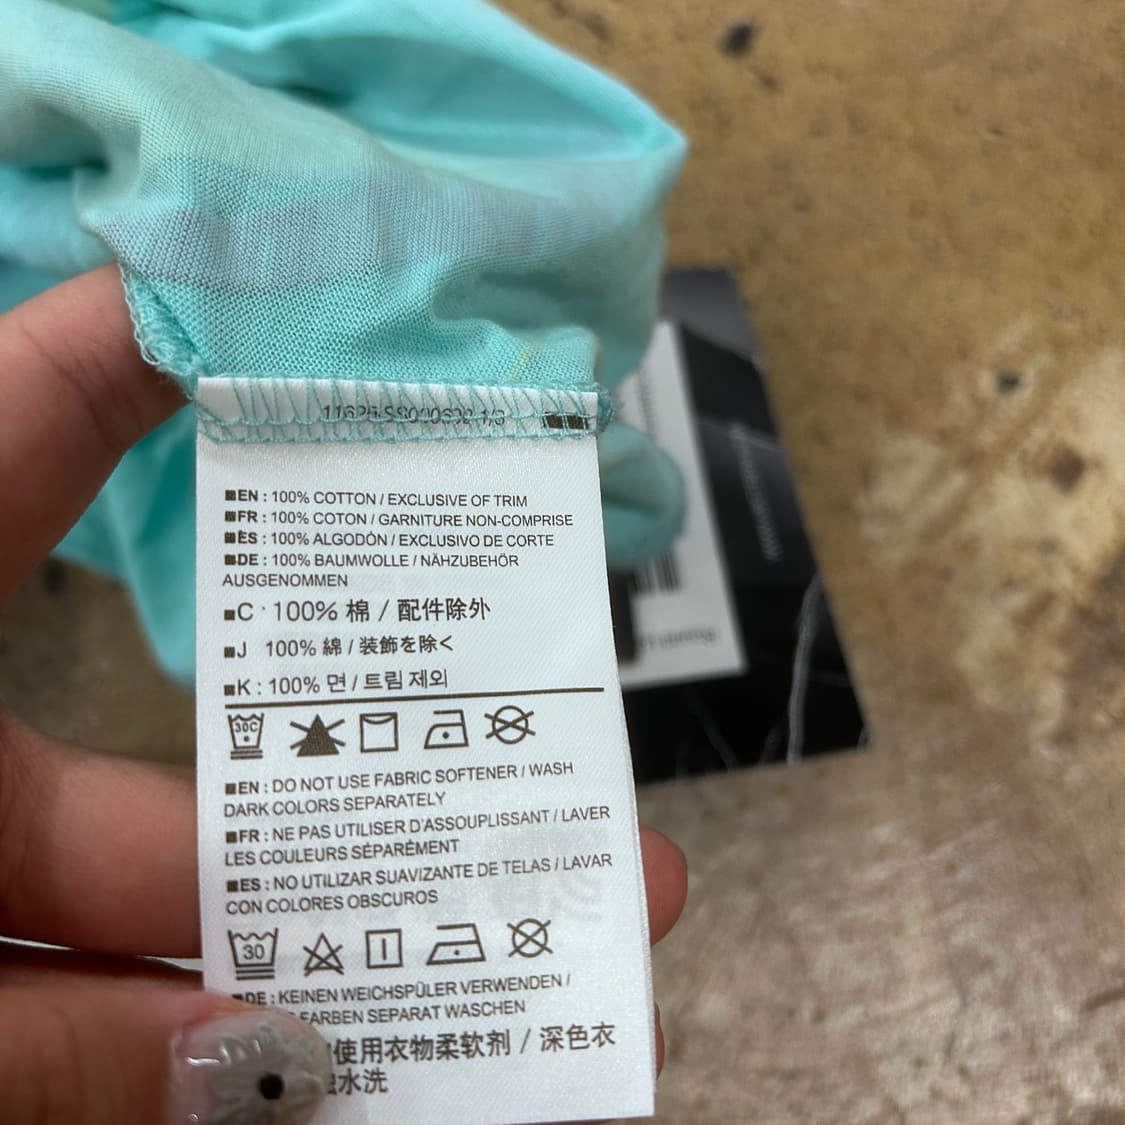 EN : 100% COTTON / EXCLUSIVE OF TRIM
FR : 100% COTON / GARNITURE NON-COMPRISE
ES : 100% ALGODÓN / EXCLUSIVO DE CORTE
DE : 100% BAUMWOLLE / NÄHZUBEHÖR
AUSGENOMMEN
C : 100% 棉 / 配件除外
J 100% 綿 / 装飾を除く
K : 100% 면 / 트림 제외
30C
EN : DO NOT USE FABRIC SOFTENER / WASH
DARK COLORS SEPARATELY
FR : NE PAS UTILISER D'ASSOUPLISSANT / LAVER
LES COULEURS SÉPARÉMENT
ES : NO UTILIZAR SUAVIZANTE DE TELAS / LAVAR
CON COLORES OBSCUROS
30
DE : KEINEN WEICHSPÜLER VERWENDEN /
FARBEN SEPARAT WASCHEN
使用衣物柔软剂 / 深色衣
水洗